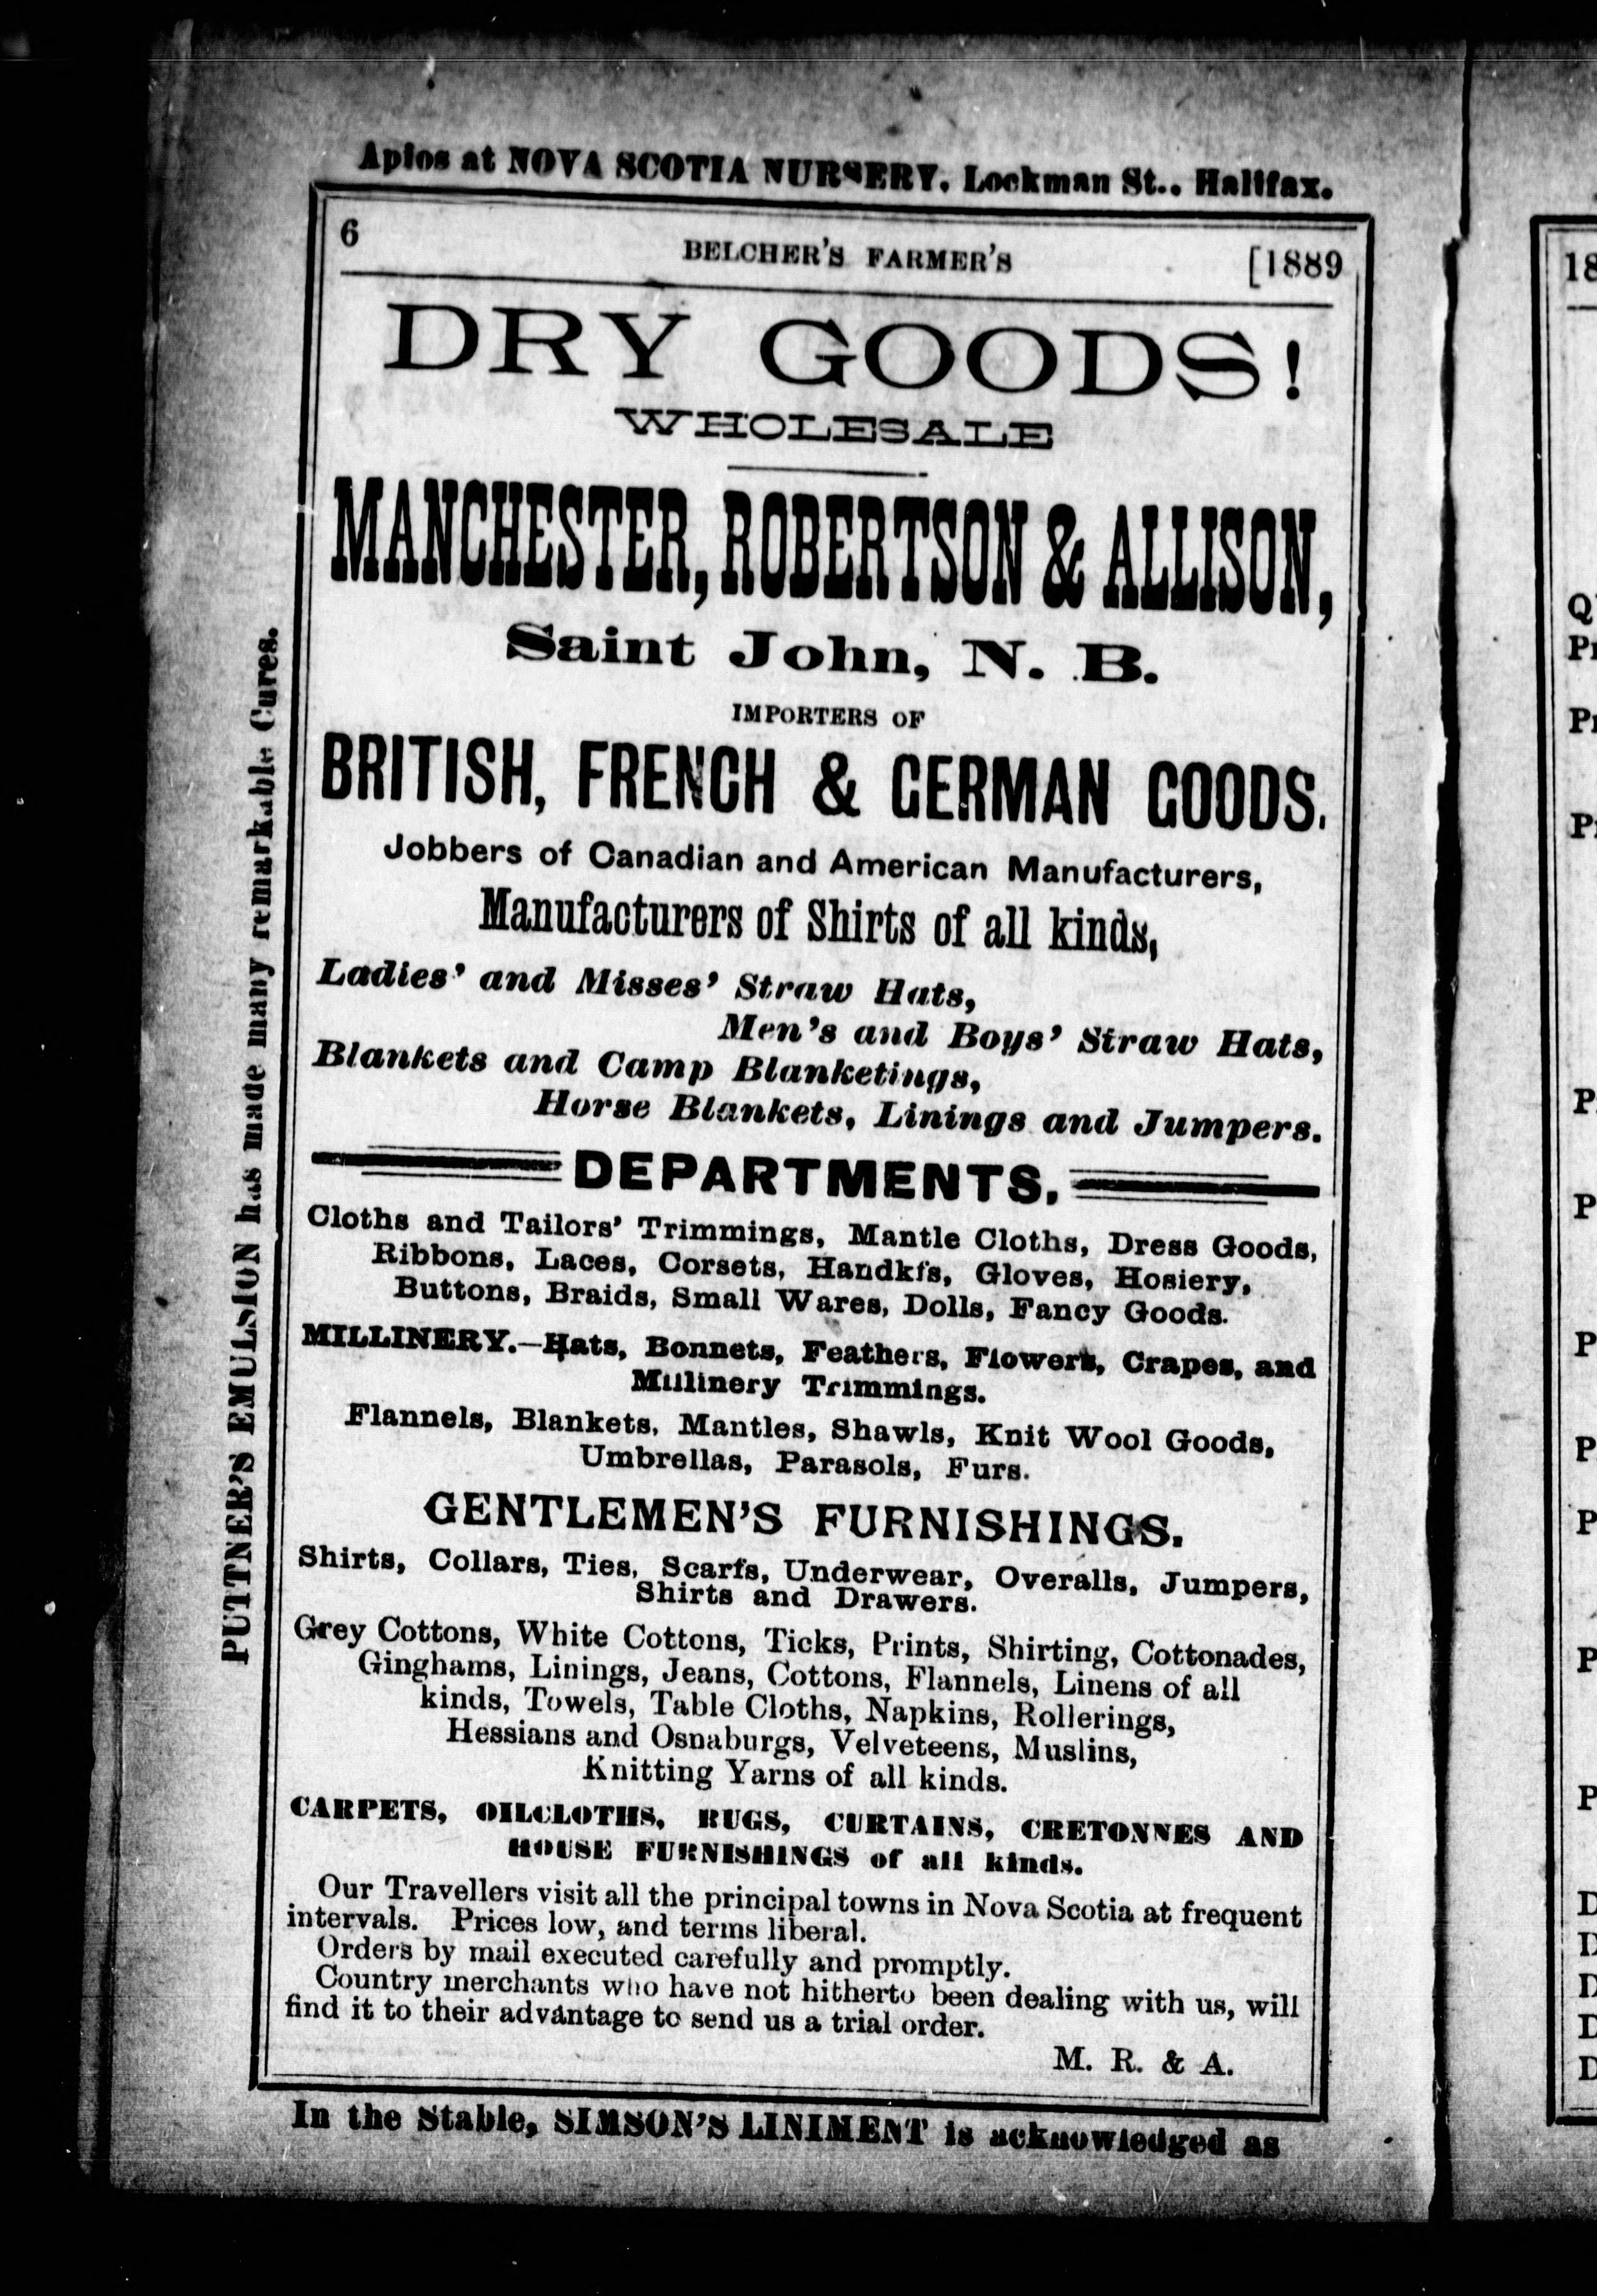 Apios at NOVA SCOTIA NURSERY, Lockman St., Halifax.
6 BELCHER'S FARMER'S [1889
DRY GOODS!
WHOLESALE
MANCHESTER, ROBERTSON & ALLISON,
Saint John, N. B.
IMPORTERS OF
BRITISH, FRENCH & GERMAN GOODS.
Jobbers of Canadian and American Manufacturers,
Manufacturers of Shirts of all kinds,
Ladies' and Misses' Straw Hats,
Men's and Boys' Straw Hats,
Blankets and Camp Blanketings,
Horse Blankets, Linings and Jumpers.
DEPARTMENTS.
Cloths and Tailors' Trimmings, Mantle Cloths, Dress Goods,
Ribbons, Laces, Corsets, Handkfs, Gloves, Hosiery,
Buttons, Braids, Small Wares, Dolls, Fancy Goods.
MILLINERY.—Hats, Bonnets, Feathers, Flowers, Crapes, and
Millinery Trimmings.
Flannels, Blankets, Mantles, Shawls, Knit Wool Goods,
Umbrellas, Parasols, Furs.
GENTLEMEN'S FURNISHINGS.
Shirts, Collars, Ties, Scarfs, Underwear, Overalls, Jumpers,
Shirts and Drawers.
Grey Cottons, White Cottons, Ticks, Prints, Shirting, Cottonades,
Ginghams, Linings, Jeans, Cottons, Flannels, Linens of all
kinds, Towels, Table Cloths, Napkins, Rollerings,
Hessians and Osnaburgs, Velveteens, Muslins,
Knitting Yarns of all kinds.
CARPETS, OILCLOTHS, RUGS, CURTAINS, CRETONNES AND
HOUSE FURNISHINGS of all kinds.
Our Travellers visit all the principal towns in Nova Scotia at frequent
intervals. Prices low, and terms liberal.
Orders by mail executed carefully and promptly.
Country merchants who have not hitherto been dealing with us, will
find it to their advantage to send us a trial order.
M. R. & A.
In the Stable, SIMSON'S LINIMENT is acknowledged as
PUTTNER'S EMULSION has made many remarkable Cures.